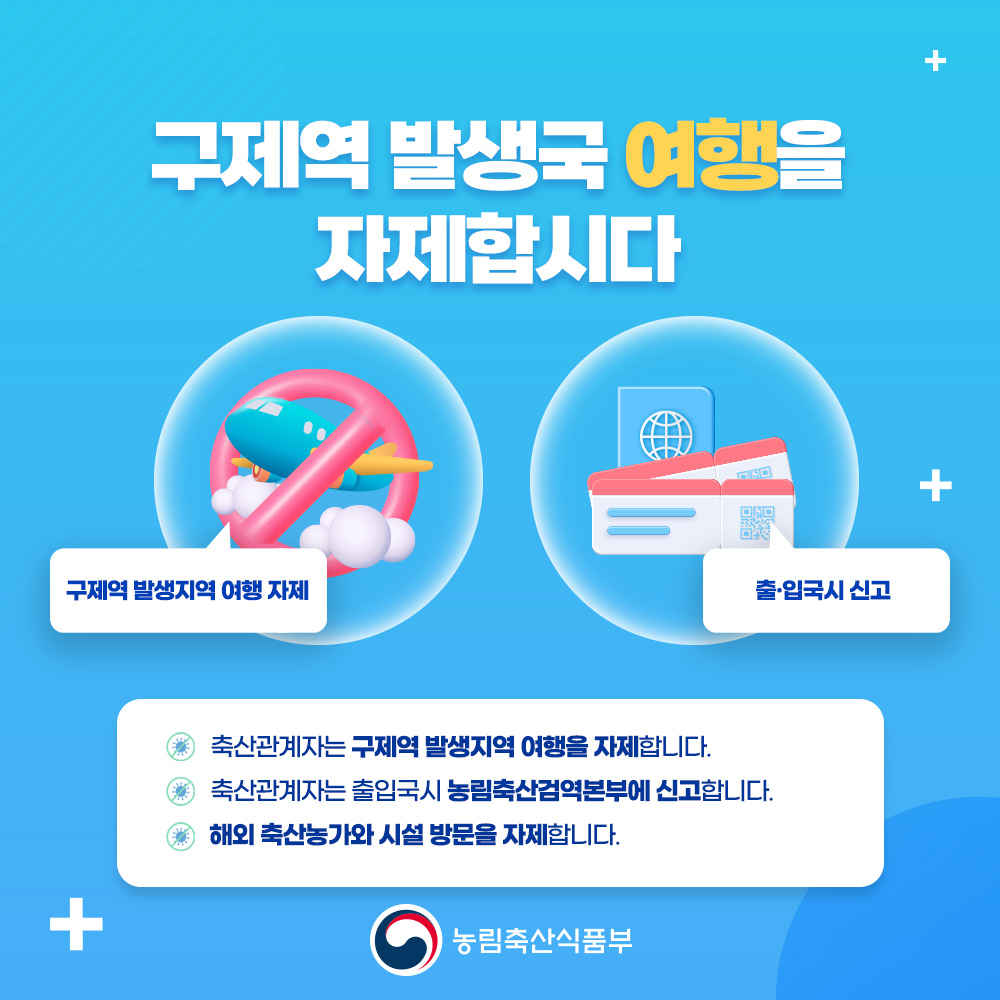 구제역 발생국 여행을
자제합시다
구제역 발생지역 여행 자제
출·입국시 신고
축산관계자는 구제역 발생지역 여행을 자제합니다.
축산관계자는 출입국시 농림축산검역본부에 신고합니다.
해외 축산농가와 시설 방문을 자제합니다.
농림축산식품부